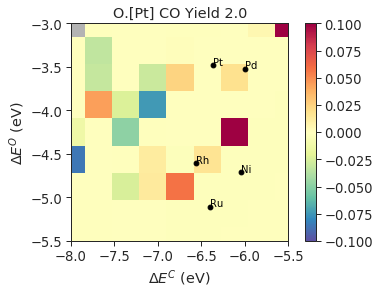 O.[Pt] CO Yield 2.0
−3.0
−3.5
−4.0
−4.5
−5.0
−5.5
ΔE^O (eV)
Pt
Pd
Rh
Ni
Ru
−8.0 −7.5 −7.0 −6.5 −6.0 −5.5
ΔE^C (eV)
0.100
0.075
0.050
0.025
0.000
−0.025
−0.050
−0.075
−0.100